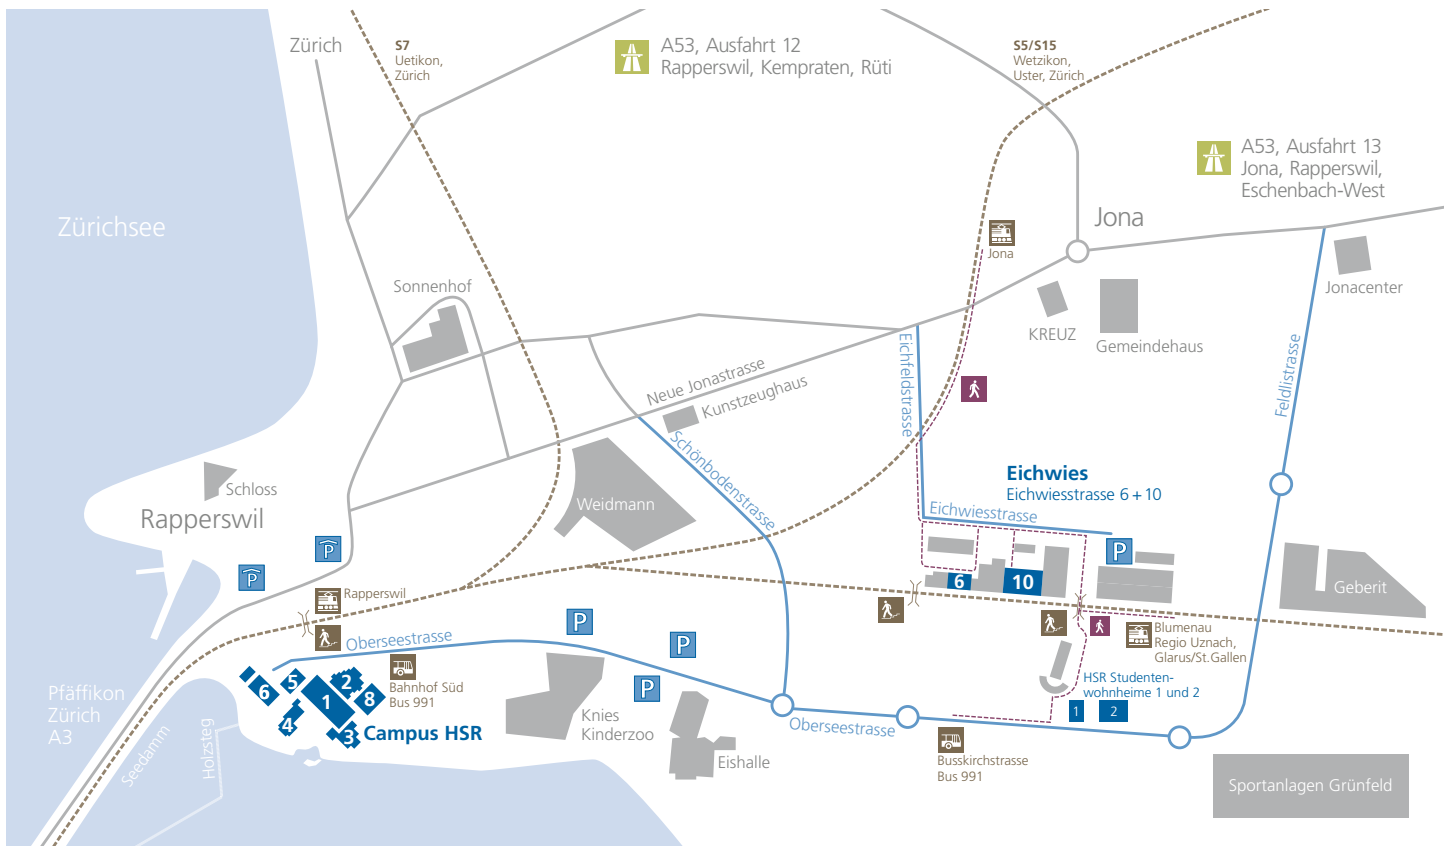 Zürich
S7
Uetikon,
Zürich
A53, Ausfahrt 12
Rapperswil, Kempraten, Rüti
S5/S15
Wetzikon,
Uster, Zürich
A53, Ausfahrt 13
Jona, Rapperswil,
Eschenbach-West
Zürichsee
Jona
Jona
Sonnenhof
Jonacenter
KREUZ
Gemeindehaus
Neue Jonastrasse
Kunstzeughaus
Eichfeldstrasse
Feldlistrasse
Schönbodenstrasse
Schloss
Rapperswil
Weidmann
Eichwies
Eichwiesstrasse 6+10
Eichwiesstrasse
P
P
P
6
10
Geberit
Rapperswil
Oberseestrasse
P
P
P
Blumenau
Regio Uznach,
Glarus/St.Gallen
Bahnhof Süd
Bus 991
HSR Studenten-
wohnheime 1 und 2
1
2
6
5
1
2
8
4
3
Campus HSR
Knies
Kinderzoo
Eishalle
Oberseestrasse
Busskirchstrasse
Bus 991
Pfäffikon
Zürich
A3
Seedamm
Holzsteg
Sportanlagen Grünfeld